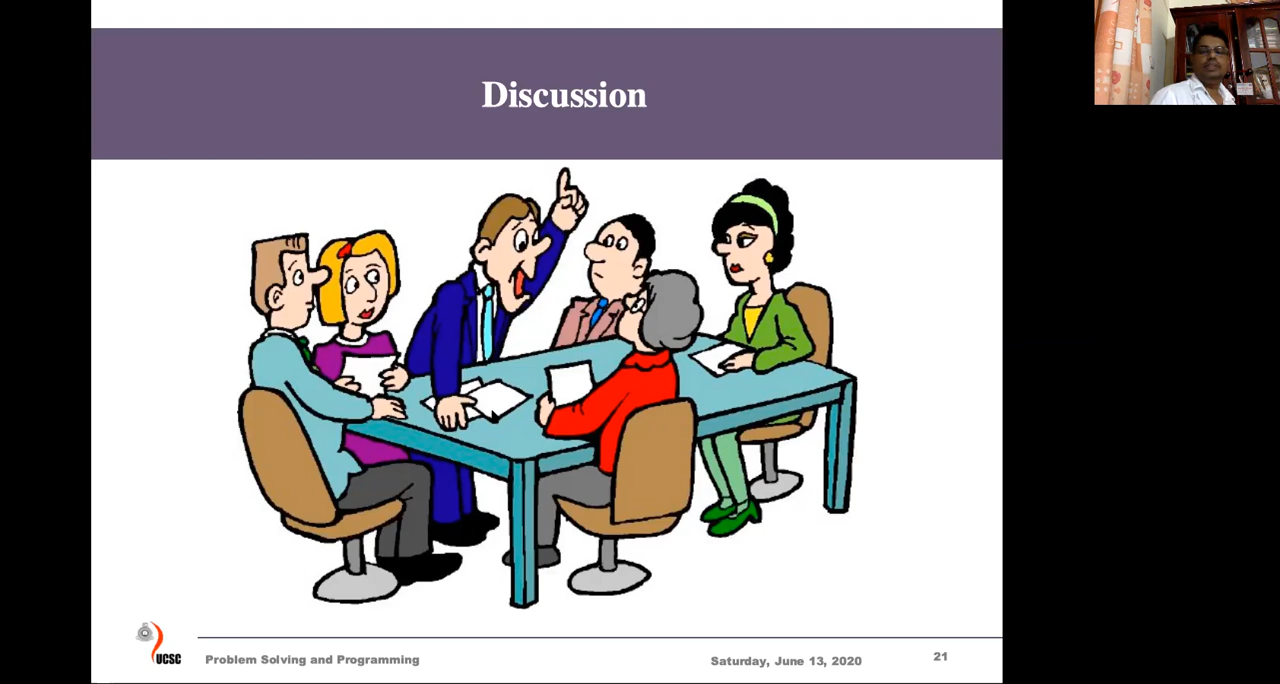 Discussion
UCSC
Problem Solving and Programming
Saturday, June 13, 2020
21